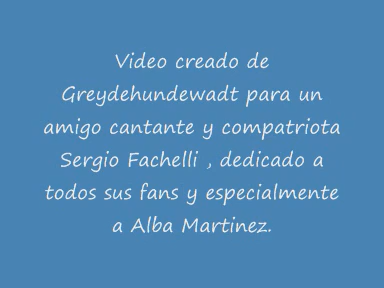 Video creado de
Greydehundewadt para un
amigo cantante y compatriota
Sergio Fachelli , dedicado a
todos sus fans y especialmente
a Alba Martinez.